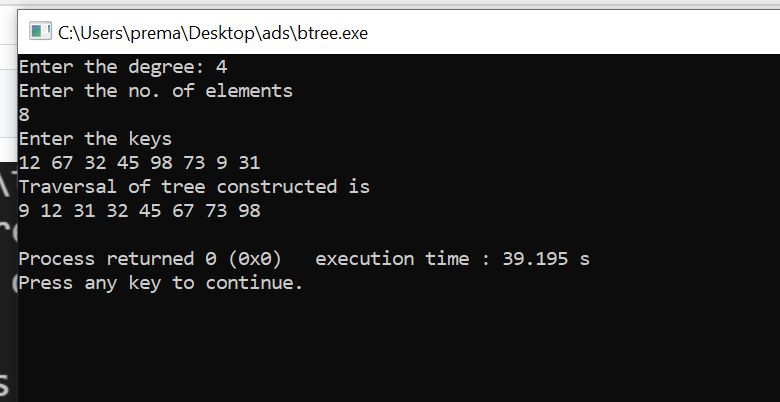 C:\Users\prema\Desktop\ads\btree.exe
Enter the degree: 4
Enter the no. of elements
8
Enter the keys
12 67 32 45 98 73 9 31
Traversal of tree constructed is
9 12 31 32 45 67 73 98
Process returned 0 (0x0)   execution time : 39.195 s
Press any key to continue.